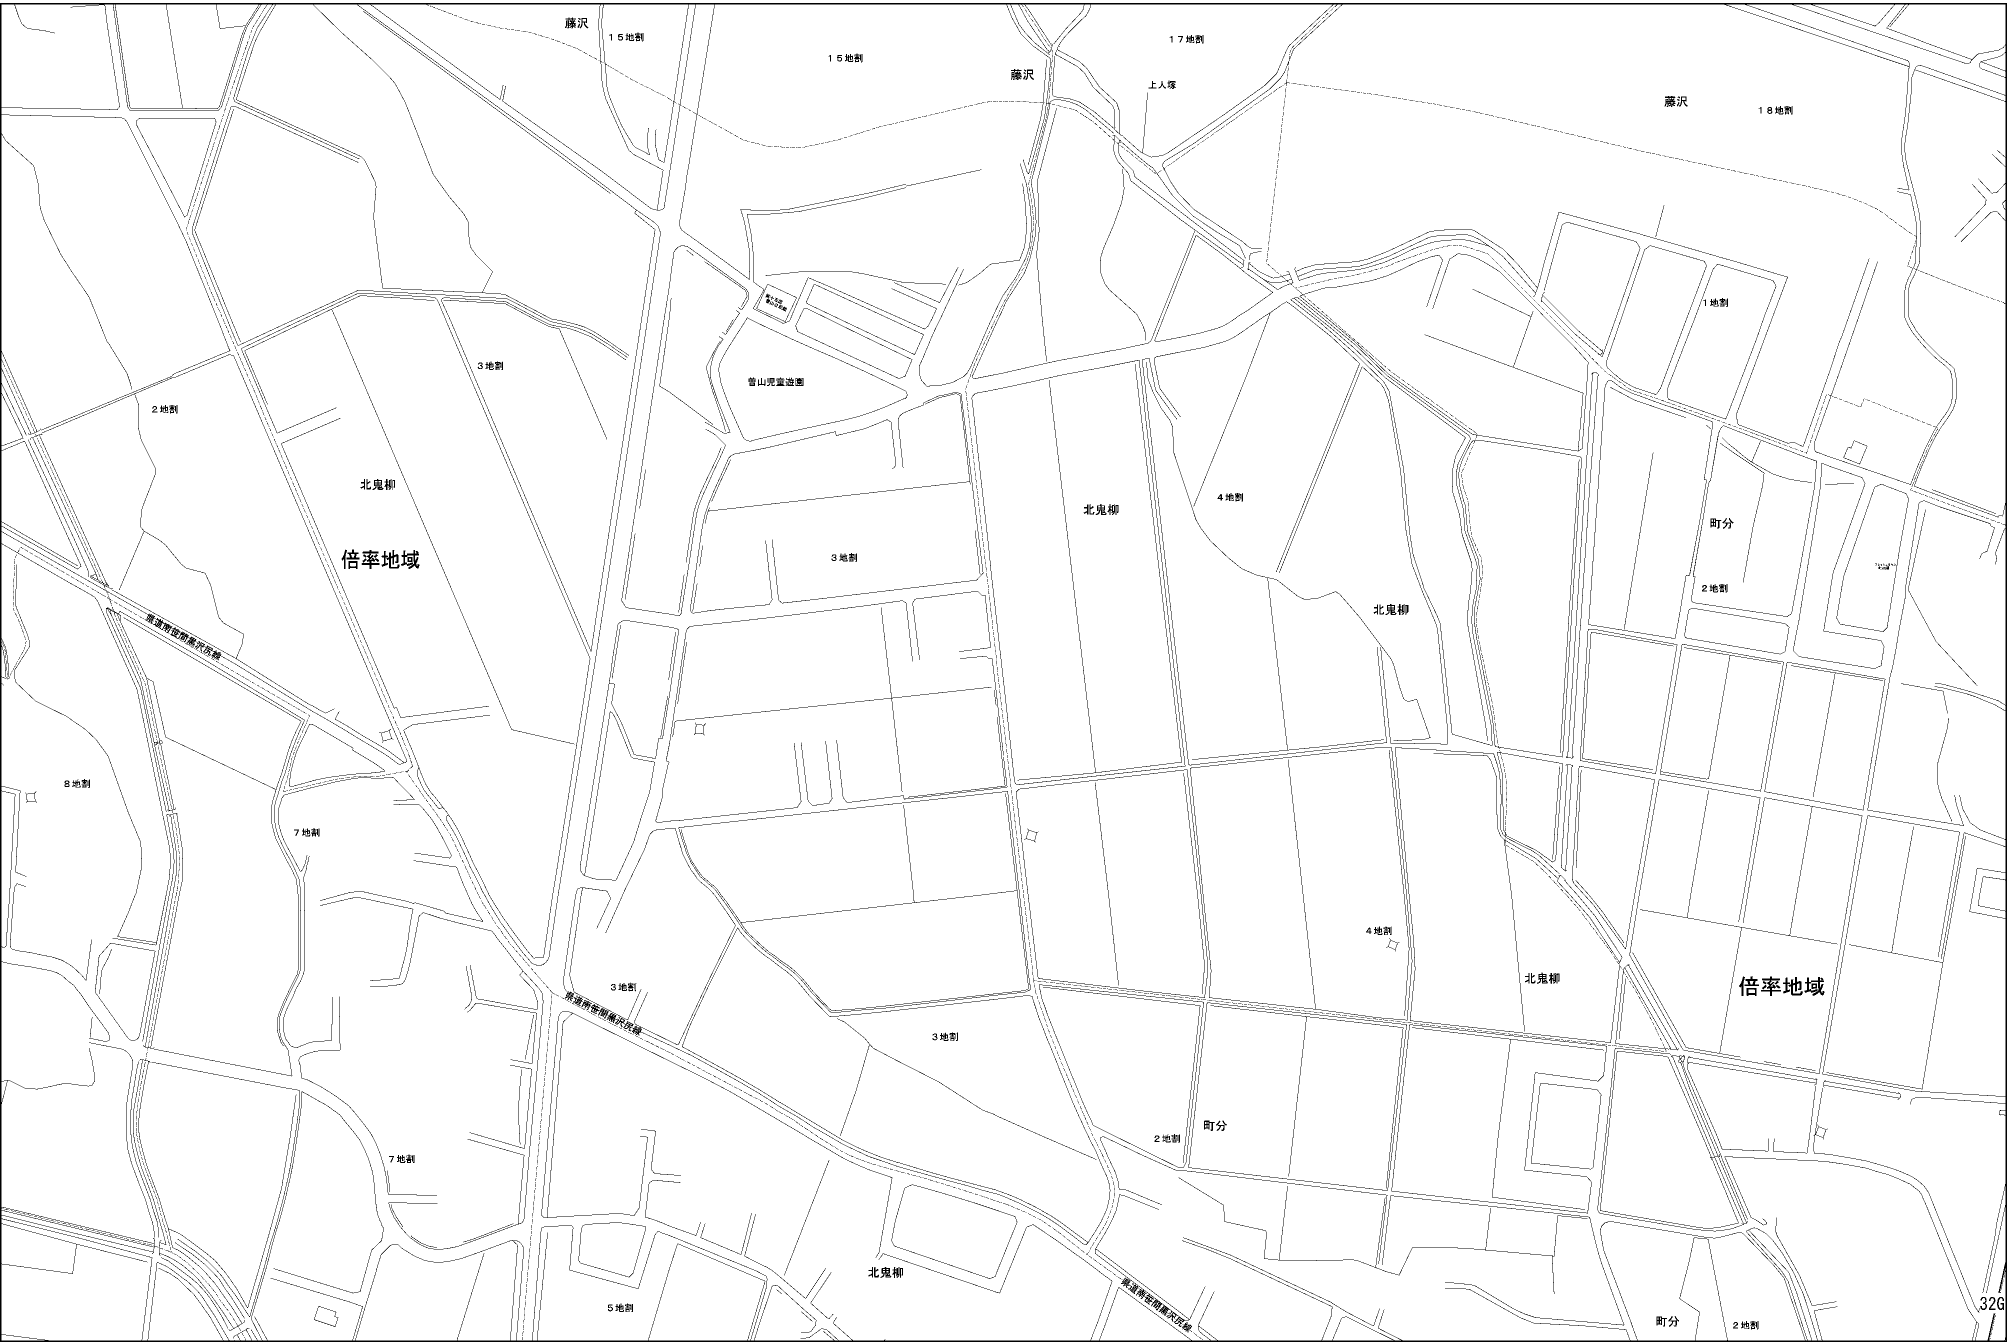 藤沢
15地割
15地割
17地割
藤沢
上人塚
藤沢
18地割
1地割
3地割
曽山児童遊園
2地割
北鬼柳
4地割
北鬼柳
町分
倍率地域
3地割
2地割
北鬼柳
県道南笹間黒沢尻線
8地割
7地割
4地割
北鬼柳
倍率地域
3地割
県道南笹間黒沢尻線
3地割
町分
2地割
7地割
北鬼柳
県道南笹間黒沢尻線
5地割
32G
町分
2地割